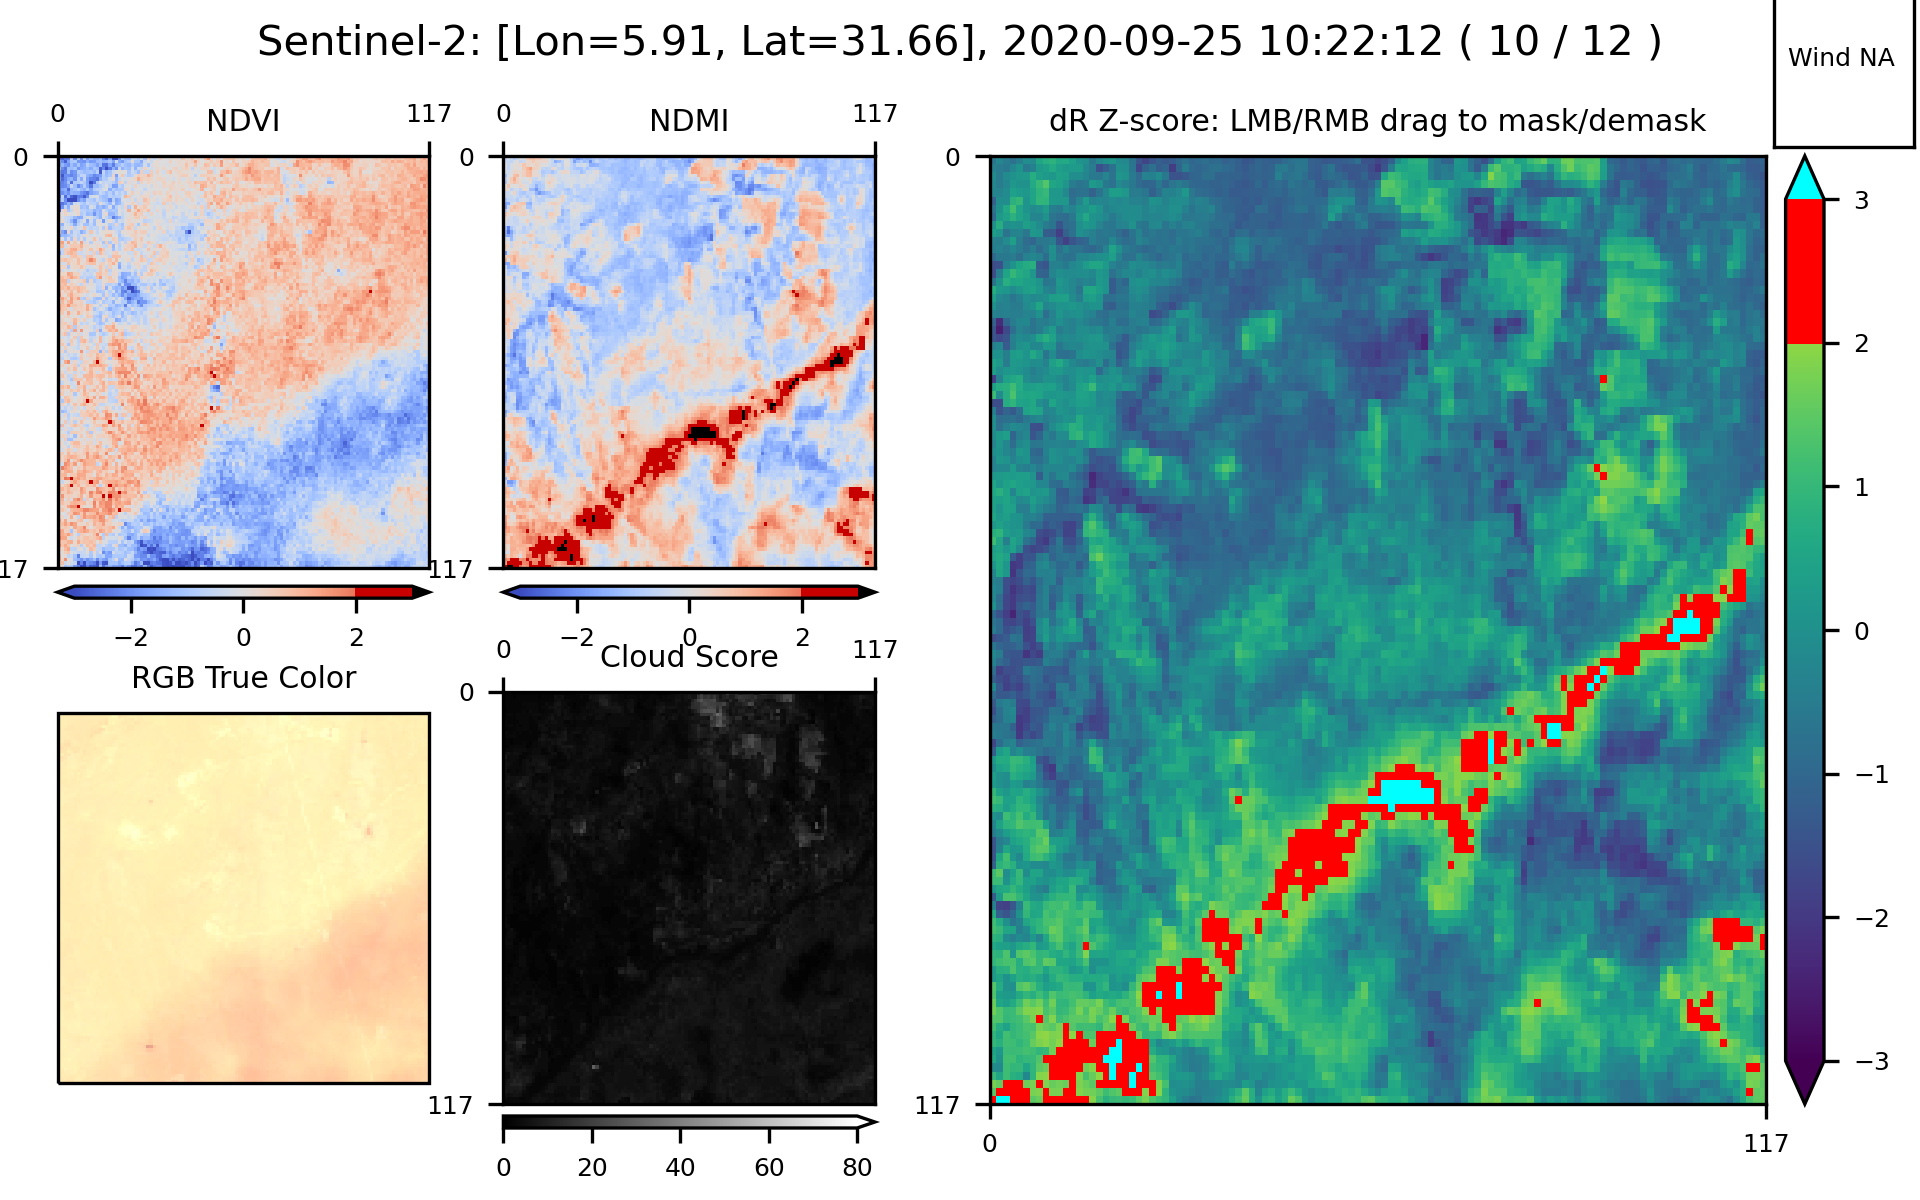 Sentinel-2: [Lon=5.91, Lat=31.66], 2020-09-25 10:22:12 ( 10 / 12 )
Wind NA
0 NDVI 117
0
17
−2 0 2
0 NDMI 117
0
117
−2 0 2
dR Z-score: LMB/RMB drag to mask/demask
0
117
0 117
3
2
1
0
−1
−2
−3
RGB True Color
0 Cloud Score 117
0
117
0 20 40 60 80